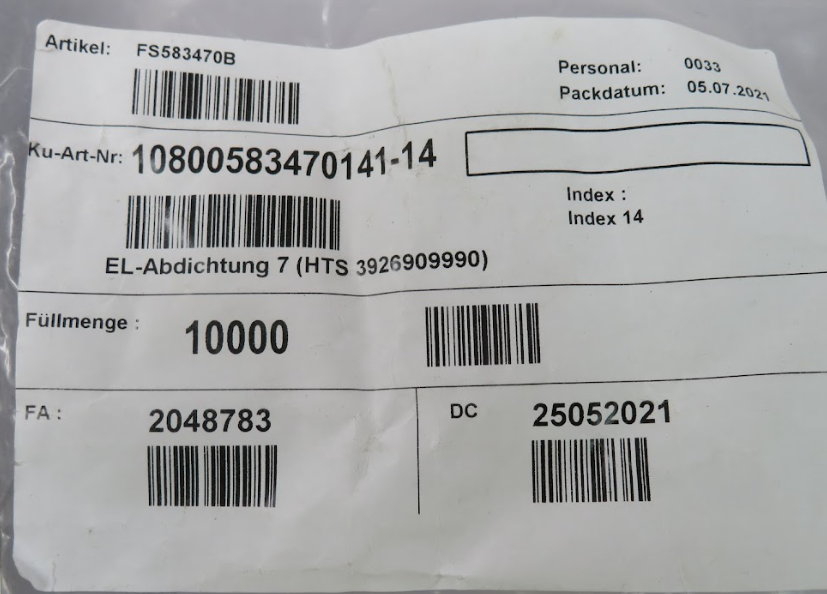 Artikel: FS583470B
Personal: 0033
Packdatum: 05.07.2021
Ku-Art-Nr: 10800583470141-14
Index :
Index 14
EL-Abdichtung 7 (HTS 3926909990)
Füllmenge : 10000
FA : 2048783
DC 25052021